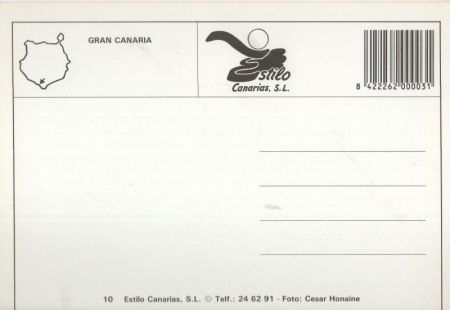 GRAN CANARIA
Estilo
Canarias, S.L.
8 422262 000031
10 Estilo Canarias, S.L. © Telf.: 24 62 91 - Foto: Cesar Honaine